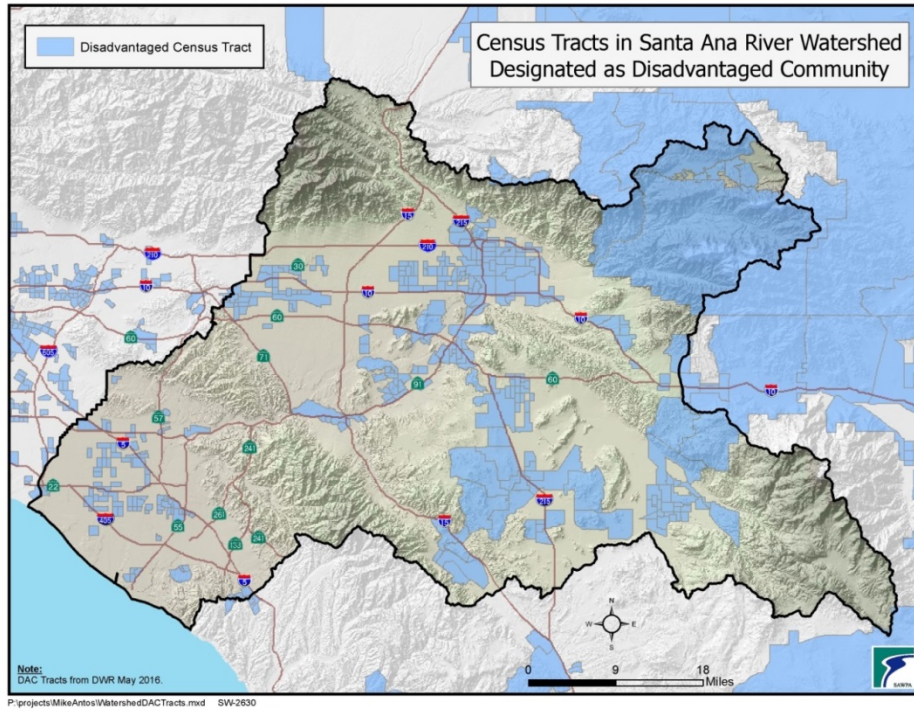 Disadvantaged Census Tract
Census Tracts in Santa Ana River Watershed
Designated as Disadvantaged Community
15
215
210
210
30
10
10
60
10
60
71
605
91
60
10
57
5
241
22
405
55
261
133
241
5
15
215
N
W E
S
0 9 18
Miles
Note:
DAC Tracts from DWR May 2016.
SAWPA
P:\projects\MikeAntos\WatershedDACTracts.mxd SW-2630